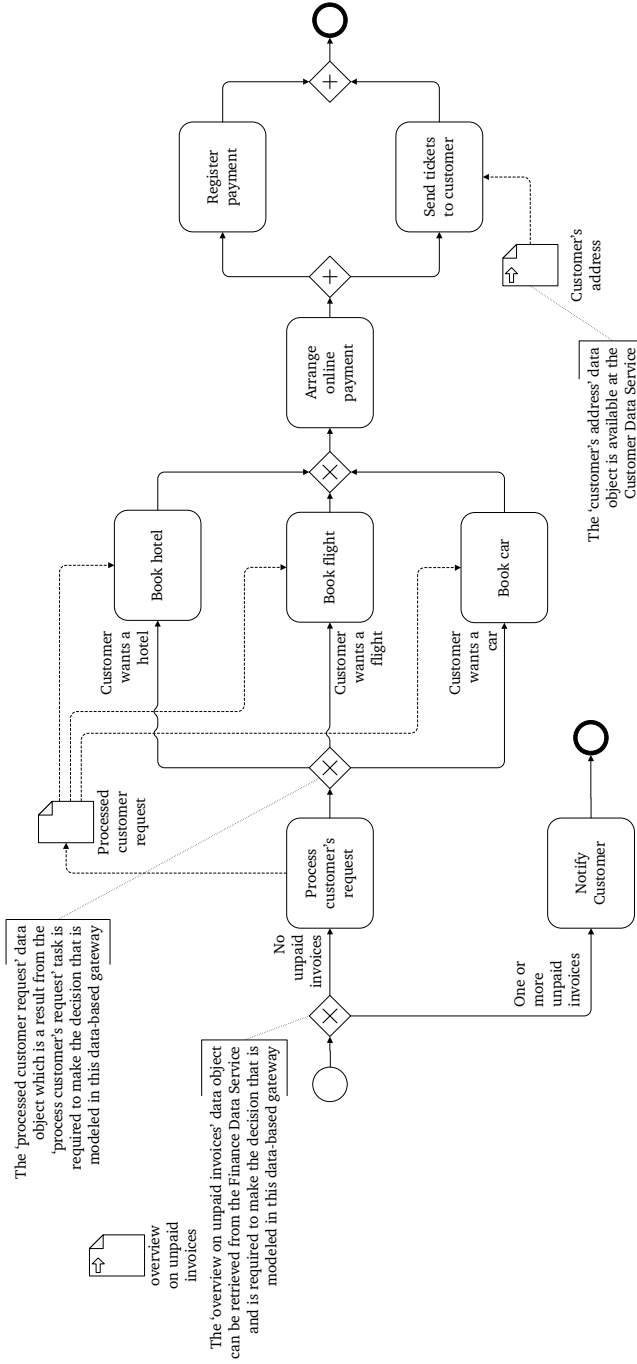 overview
on unpaid
invoices
The ‘overview on unpaid invoices’ data object
can be retrieved from the Finance Data Service
and is required to make the decision that is
modeled in this data-based gateway
The ‘processed customer request’ data
object which is a result from the
‘process customer’s request’ task is
required to make the decision that is
modeled in this data-based gateway
No
unpaid
invoices
One or
more
unpaid
invoices
Process
customer’s
request
Notify
Customer
Processed
customer
request
Customer
wants a
hotel
Customer
wants a
flight
Customer
wants a
car
Book hotel
Book flight
Book car
Arrange
online
payment
Register
payment
Send tickets
to customer
Customer’s
address
The ‘customer’s address’ data
object is available at the
Customer Data Service